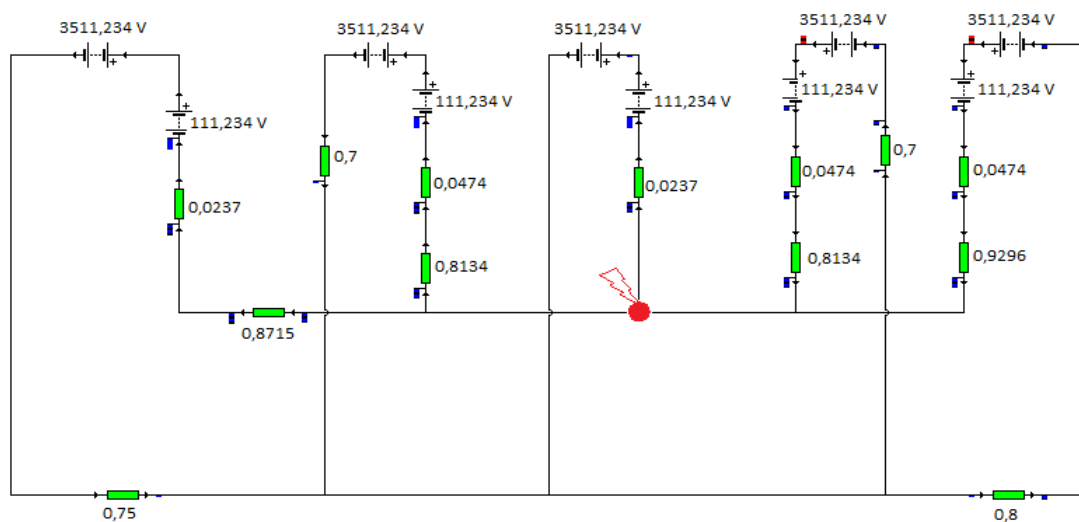 3511,234 V
3511,234 V
3511,234 V
3511,234 V
3511,234 V
+
+
+
+
+
111,234 V
111,234 V
111,234 V
111,234 V
111,234 V
+
+
+
+
+
0,7
0,7
0,0237
0,0474
0,0237
0,0474
0,0474
0,8134
0,8134
0,9296
0,8715
0,75
0,8